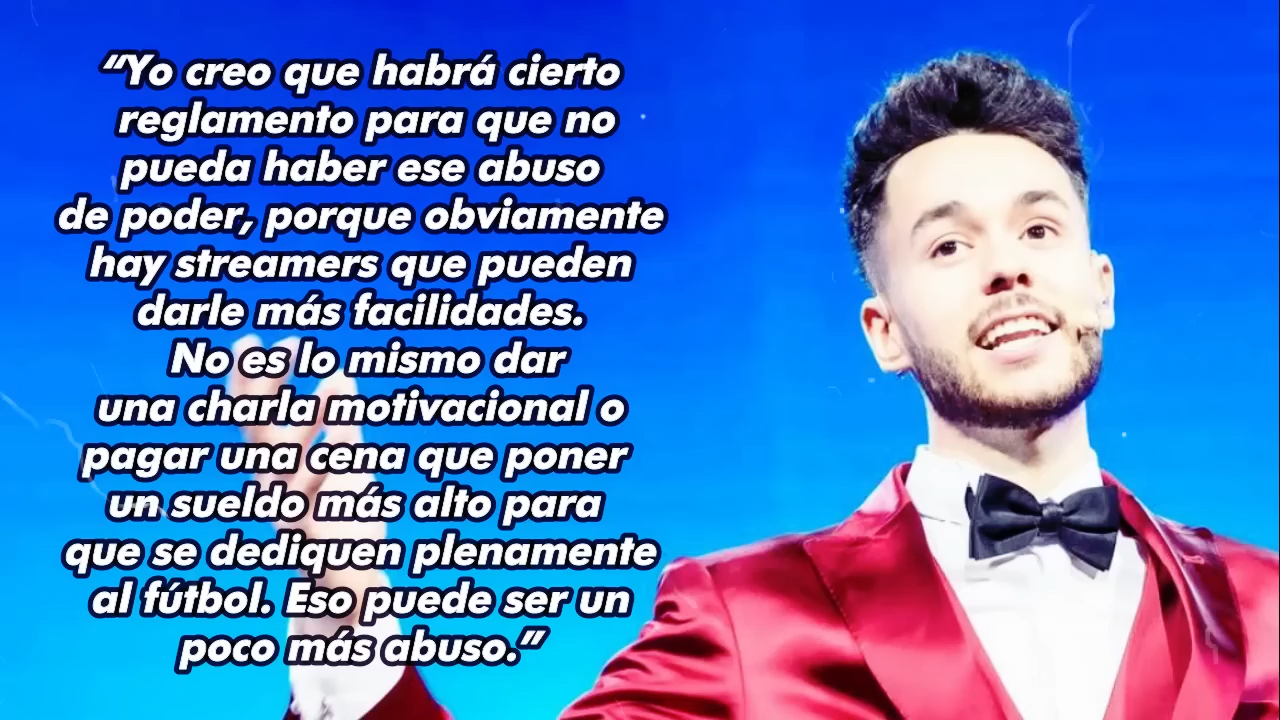 “Yo creo que habrá cierto
reglamento para que no
pueda haber ese abuso
de poder, porque obviamente
hay streamers que pueden
darle más facilidades.
No es lo mismo dar
una charla motivacional o
pagar una cena que poner
un sueldo más alto para
que se dediquen plenamente
al fútbol. Eso puede ser un
poco más abuso.”